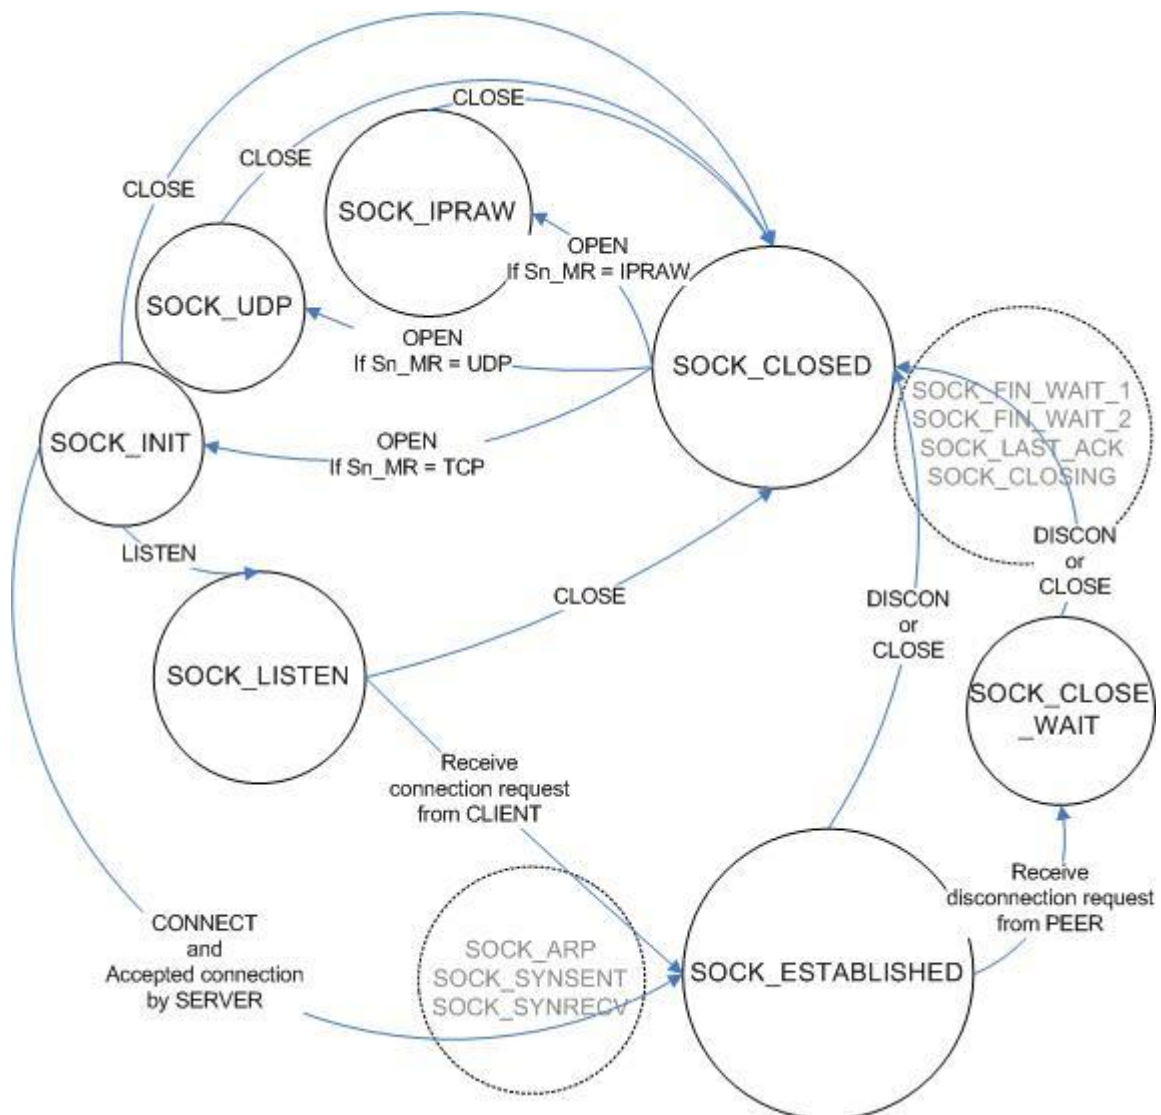 CLOSE
CLOSE
CLOSE
SOCK_IPRAW
OPEN
If Sn_MR = IPRAW
SOCK_UDP
OPEN
If Sn_MR = UDP
SOCK_CLOSED
SOCK_FIN_WAIT_1
SOCK_FIN_WAIT_2
SOCK_LAST_ACK
SOCK_CLOSING
SOCK_INIT
OPEN
If Sn_MR = TCP
LISTEN
DISCON
or
CLOSE
CLOSE
DISCON
or
CLOSE
SOCK_LISTEN
SOCK_CLOSE
_WAIT
Receive
connection request
from CLIENT
Receive
disconnection request
from PEER
CONNECT
and
Accepted connection
by SERVER
SOCK_ARP
SOCK_SYNSENT
SOCK_SYNRECV
SOCK_ESTABLISHED